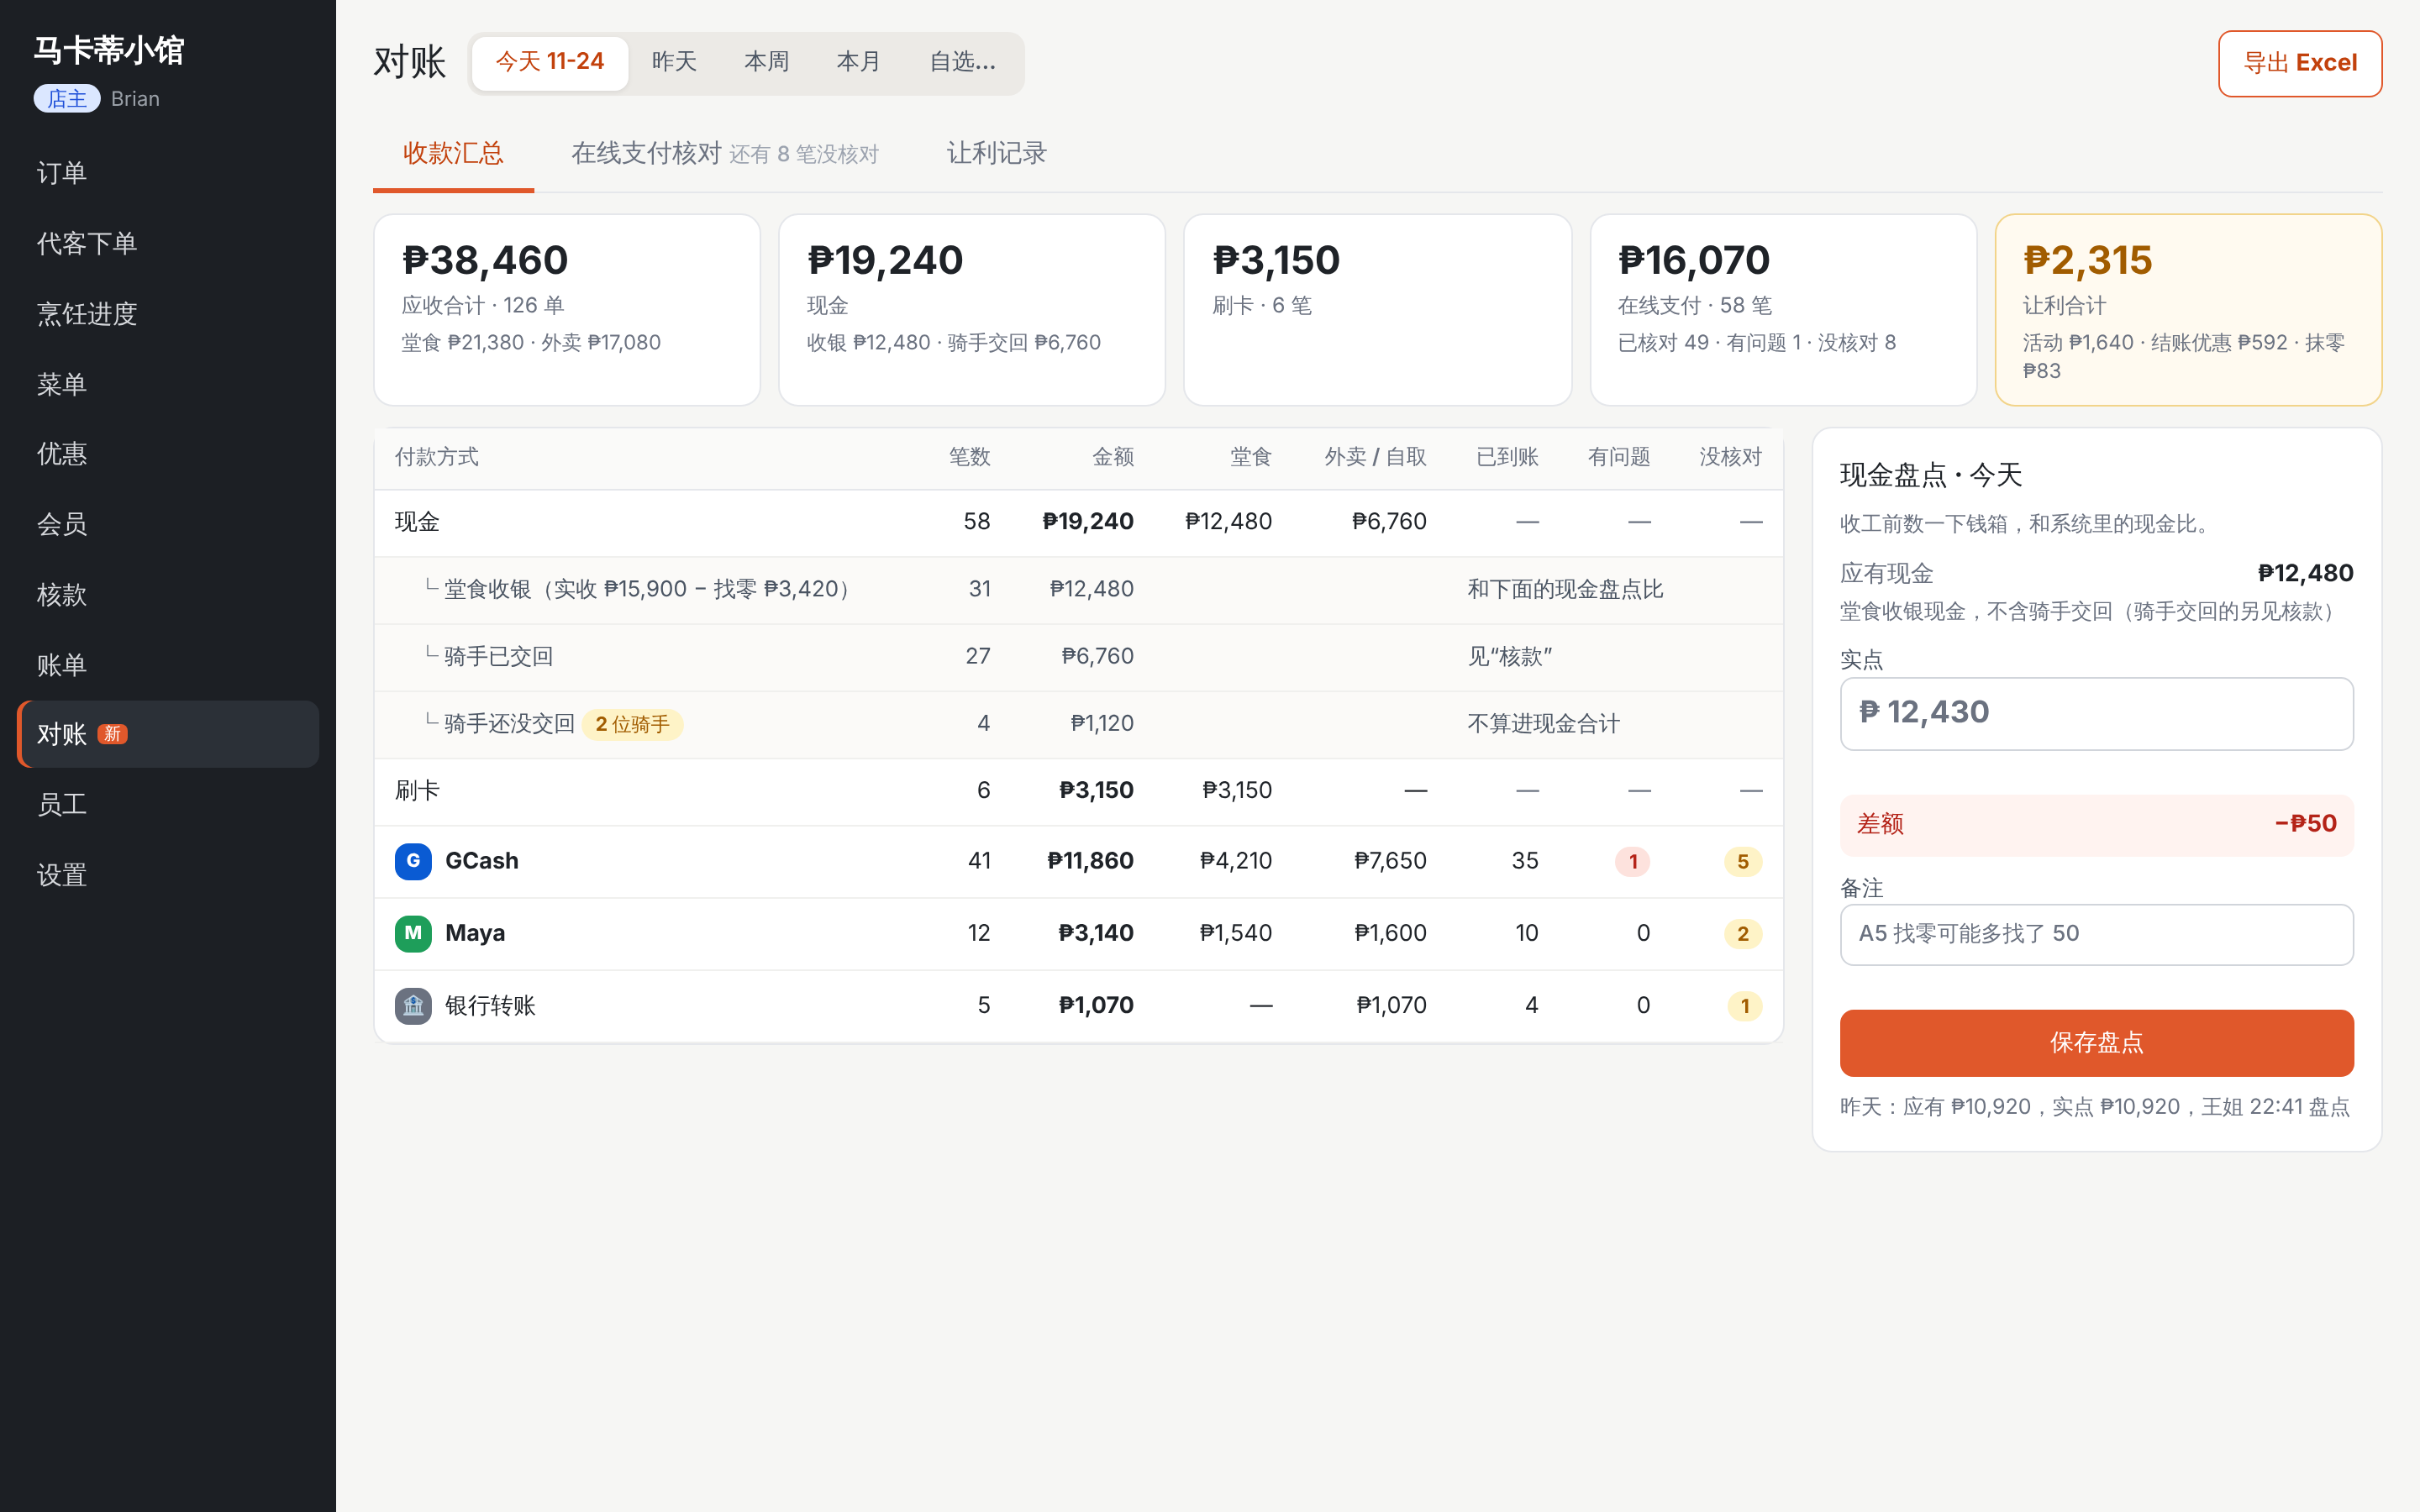 马卡蒂小馆
店主 Brian
订单
代客下单
烹饪进度
菜单
优惠
会员
核款
账单
对账 新
员工
设置
对账 今天 11-24 昨天 本周 本月 自选... 导出 Excel
收款汇总 在线支付核对 还有 8 笔没核对 让利记录
₱38,460
应收合计 · 126 单
堂食 ₱21,380 · 外卖 ₱17,080
₱19,240
现金
收银 ₱12,480 · 骑手交回 ₱6,760
₱3,150
刷卡 · 6 笔
₱16,070
在线支付 · 58 笔
已核对 49 · 有问题 1 · 没核对 8
₱2,315
让利合计
活动 ₱1,640 · 结账优惠 ₱592 · 抹零
₱83
付款方式 笔数 金额 堂食 外卖 / 自取 已到账 有问题 没核对
现金 58 ₱19,240 ₱12,480 ₱6,760 — — —
└ 堂食收银（实收 ₱15,900 − 找零 ₱3,420） 31 ₱12,480 和下面的现金盘点比
└ 骑手已交回 27 ₱6,760 见“核款”
└ 骑手还没交回 2 位骑手 4 ₱1,120 不算进现金合计
刷卡 6 ₱3,150 ₱3,150 — — — —
G GCash 41 ₱11,860 ₱4,210 ₱7,650 35 1 5
M Maya 12 ₱3,140 ₱1,540 ₱1,600 10 0 2
🏦 银行转账 5 ₱1,070 — ₱1,070 4 0 1
现金盘点 · 今天
收工前数一下钱箱，和系统里的现金比。
应有现金 ₱12,480
堂食收银现金，不含骑手交回（骑手交回的另见核款）
实点
₱ 12,430
差额 −₱50
备注
A5 找零可能多找了 50
保存盘点
昨天：应有 ₱10,920，实点 ₱10,920，王姐 22:41 盘点